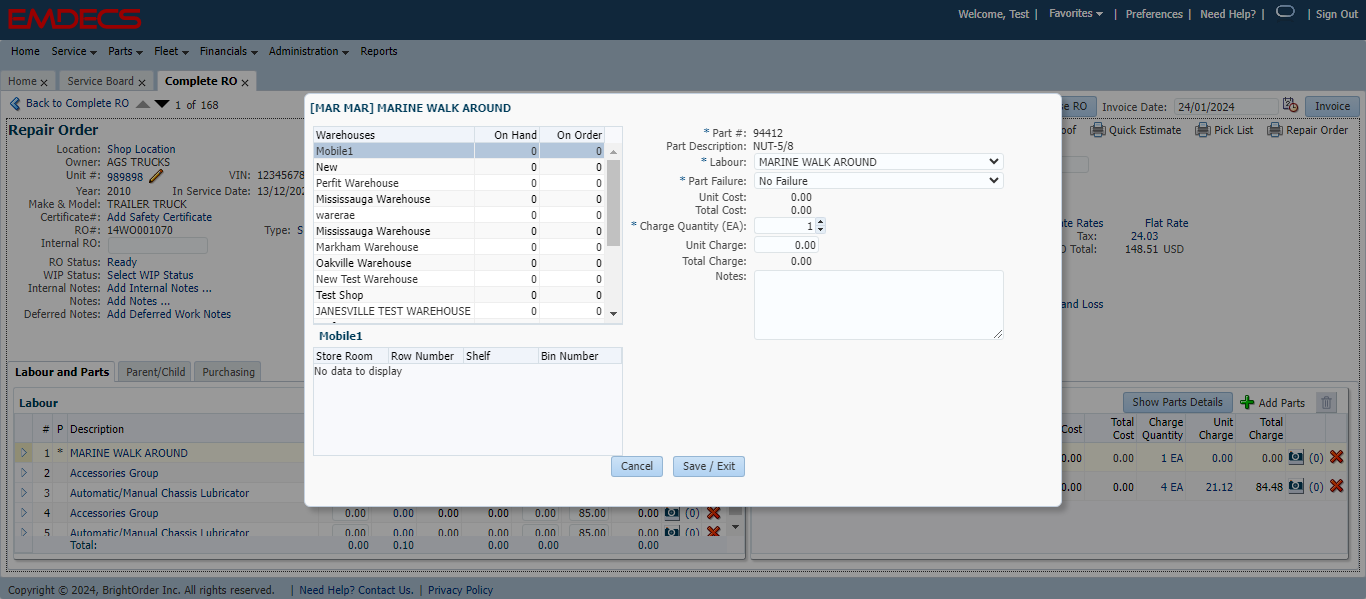 EMDECS
Welcome, Test | Favorites | Preferences | Need Help? | | Sign Out
Home Service Parts Fleet Financials Administration Reports
Home x Service Board x Complete RO x
Back to Complete RO 1 of 168
RO Invoice Date: 24/01/2024 Invoice
Repair Order
Quick Estimate Pick List Repair Order
Location: Shop Location
Owner: AGS TRUCKS
Unit #: 989898 VIN: 12345678
Year: 2010 In Service Date: 13/12/202
Make & Model: TRAILER TRUCK
Certificate#: Add Safety Certificate
RO#: 14WO001070 Type: S
Internal RO:
RO Status: Ready
WIP Status: Select WIP Status
Internal Notes: Add Internal Notes ...
Notes: Add Notes ...
Deferred Notes: Add Deferred Work Notes
Rates Flat Rate
Tax: 24.03
Total: 148.51 USD
and Loss
[MAR MAR] MARINE WALK AROUND
Warehouses On Hand On Order
Mobile1 0 0
New 0 0
Perfit Warehouse 0 0
Mississauga Warehouse 0 0
warerae 0 0
Mississauga Warehouse 0 0
Markham Warehouse 0 0
Oakville Warehouse 0 0
New Test Warehouse 0 0
Test Shop 0 0
JANESVILLE TEST WAREHOUSE 0 0
Mobile1
Store Room Row Number Shelf Bin Number
No data to display
* Part #: 94412
Part Description: NUT-5/8
* Labour: MARINE WALK AROUND
* Part Failure: No Failure
Unit Cost: 0.00
Total Cost: 0.00
* Charge Quantity (EA): 1
Unit Charge: 0.00
Total Charge: 0.00
Notes:
Cancel Save / Exit
Labour and Parts Parent/Child Purchasing
Labour
# P Description
1 * MARINE WALK AROUND
2 Accessories Group
3 Automatic/Manual Chassis Lubricator
4 Accessories Group 0.00 0.00 0.00 0.00 0.00 85.00 0.00 (0)
5 Automatic/Manual Chassis Lubricator 0.00 0.00 0.00 0.00 0.00 85.00 0.00 (0)
Total: 0.00 0.10 0.00 0.00 0.00
Show Parts Details Add Parts
Cost Total Cost Charge Quantity Unit Charge Total Charge
0.00 0.00 1 EA 0.00 0.00 (0)
0.00 0.00 4 EA 21.12 84.48 (0)
Copyright © 2024, BrightOrder Inc. All rights reserved. | Need Help? Contact Us. | Privacy Policy